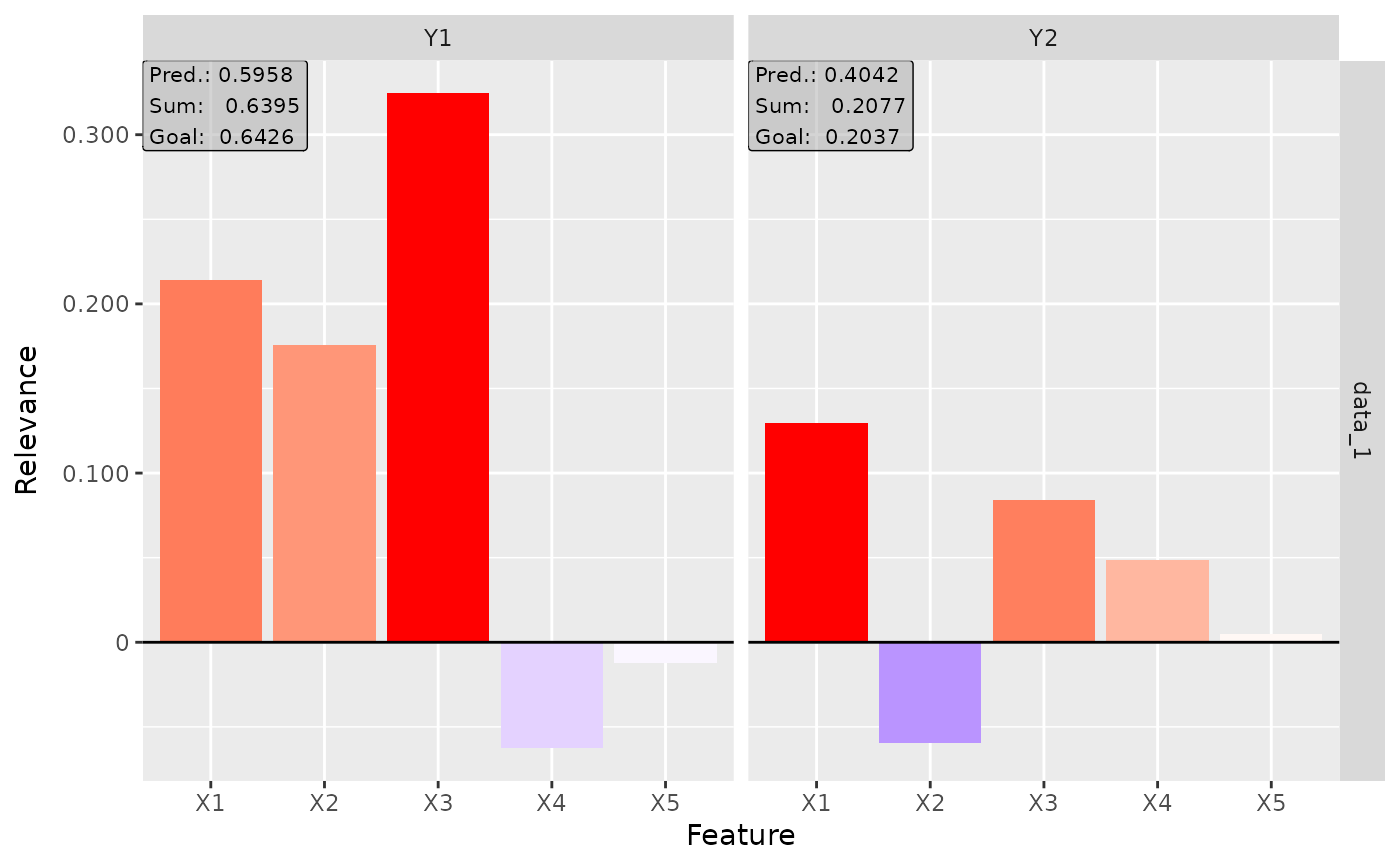 Y1
Y2
Pred.: 0.5958
Sum: 0.6395
Goal: 0.6426
Pred.: 0.4042
Sum: 0.2077
Goal: 0.2037
0.300
0.200
0.100
0
Relevance
data_1
X1 X2 X3 X4 X5
X1 X2 X3 X4 X5
Feature